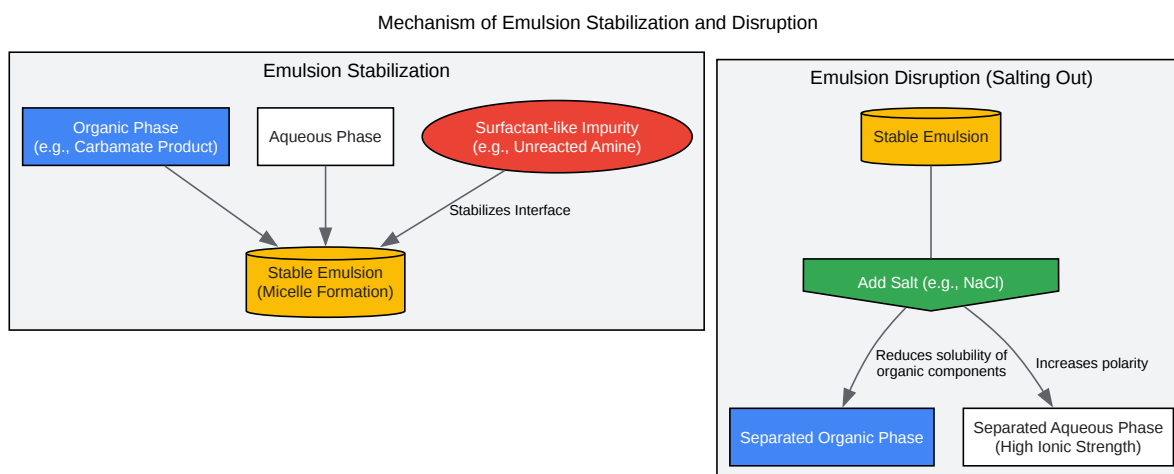 Mechanism of Emulsion Stabilization and Disruption
Emulsion Stabilization
Organic Phase
(e.g., Carbamate Product)
Aqueous Phase
Surfactant-like Impurity
(e.g., Unreacted Amine)
Stabilizes Interface
Stable Emulsion
(Micelle Formation)
Emulsion Disruption (Salting Out)
Stable Emulsion
Add Salt (e.g., NaCl)
Reduces solubility of
organic components
Increases polarity
Separated Organic Phase
Separated Aqueous Phase
(High Ionic Strength)